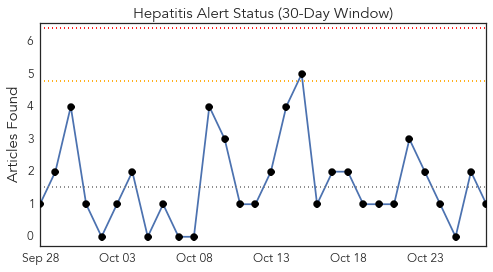 Hepatitis Alert Status (30-Day Window)
Articles Found
6
5
4
3
2
1
0
Sep 28 Oct 03 Oct 08 Oct 13 Oct 18 Oct 23